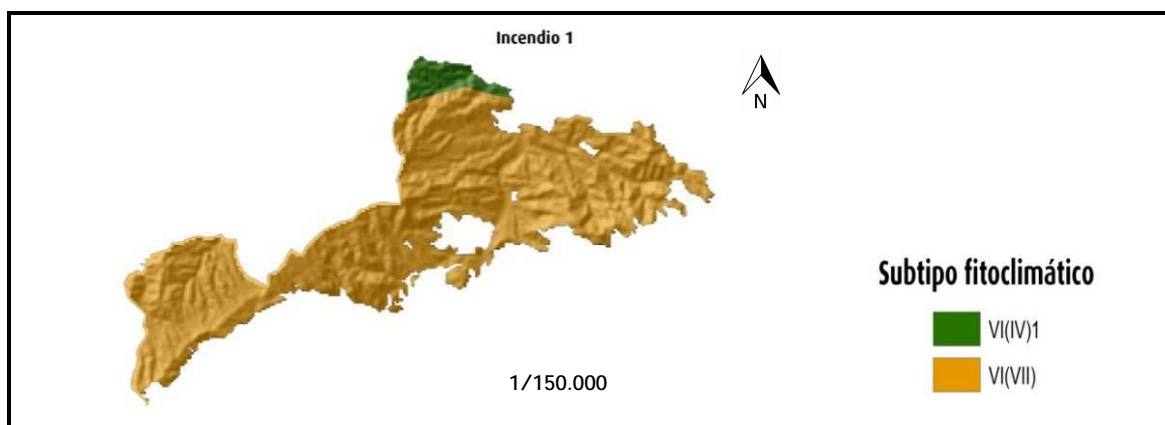 Incendio 1
N
Subtipo fitoclimático
VI(IV)1
VI(VII)
1/150.000